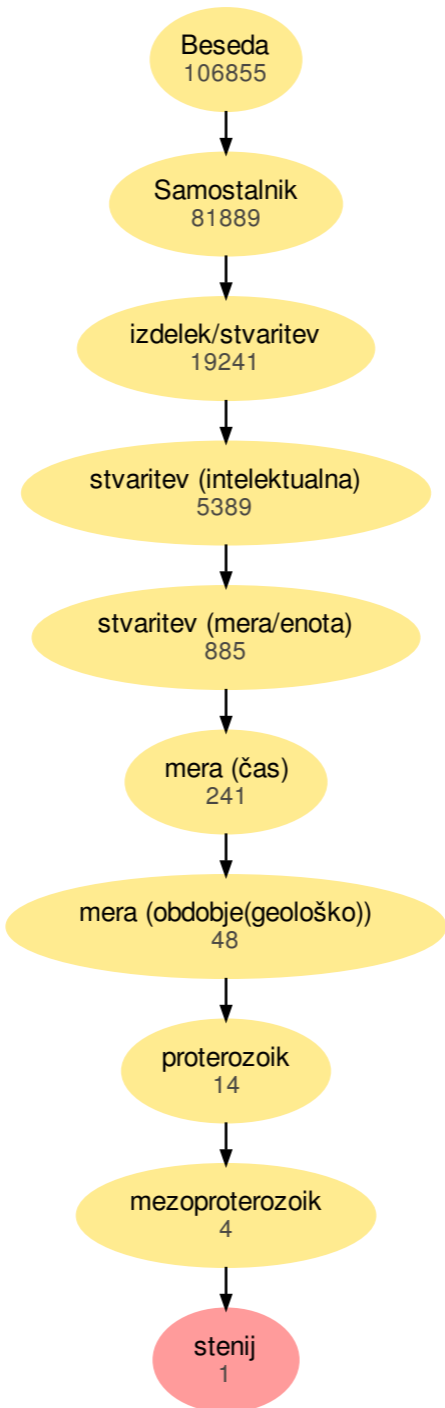 Beseda
106855
Samostalnik
81889
izdelek/stvaritev
19241
stvaritev (intelektualna)
5389
stvaritev (mera/enota)
885
mera (čas)
241
mera (obdobje(geološko))
48
proterozoik
14
mezoproterozoik
4
stenij
1